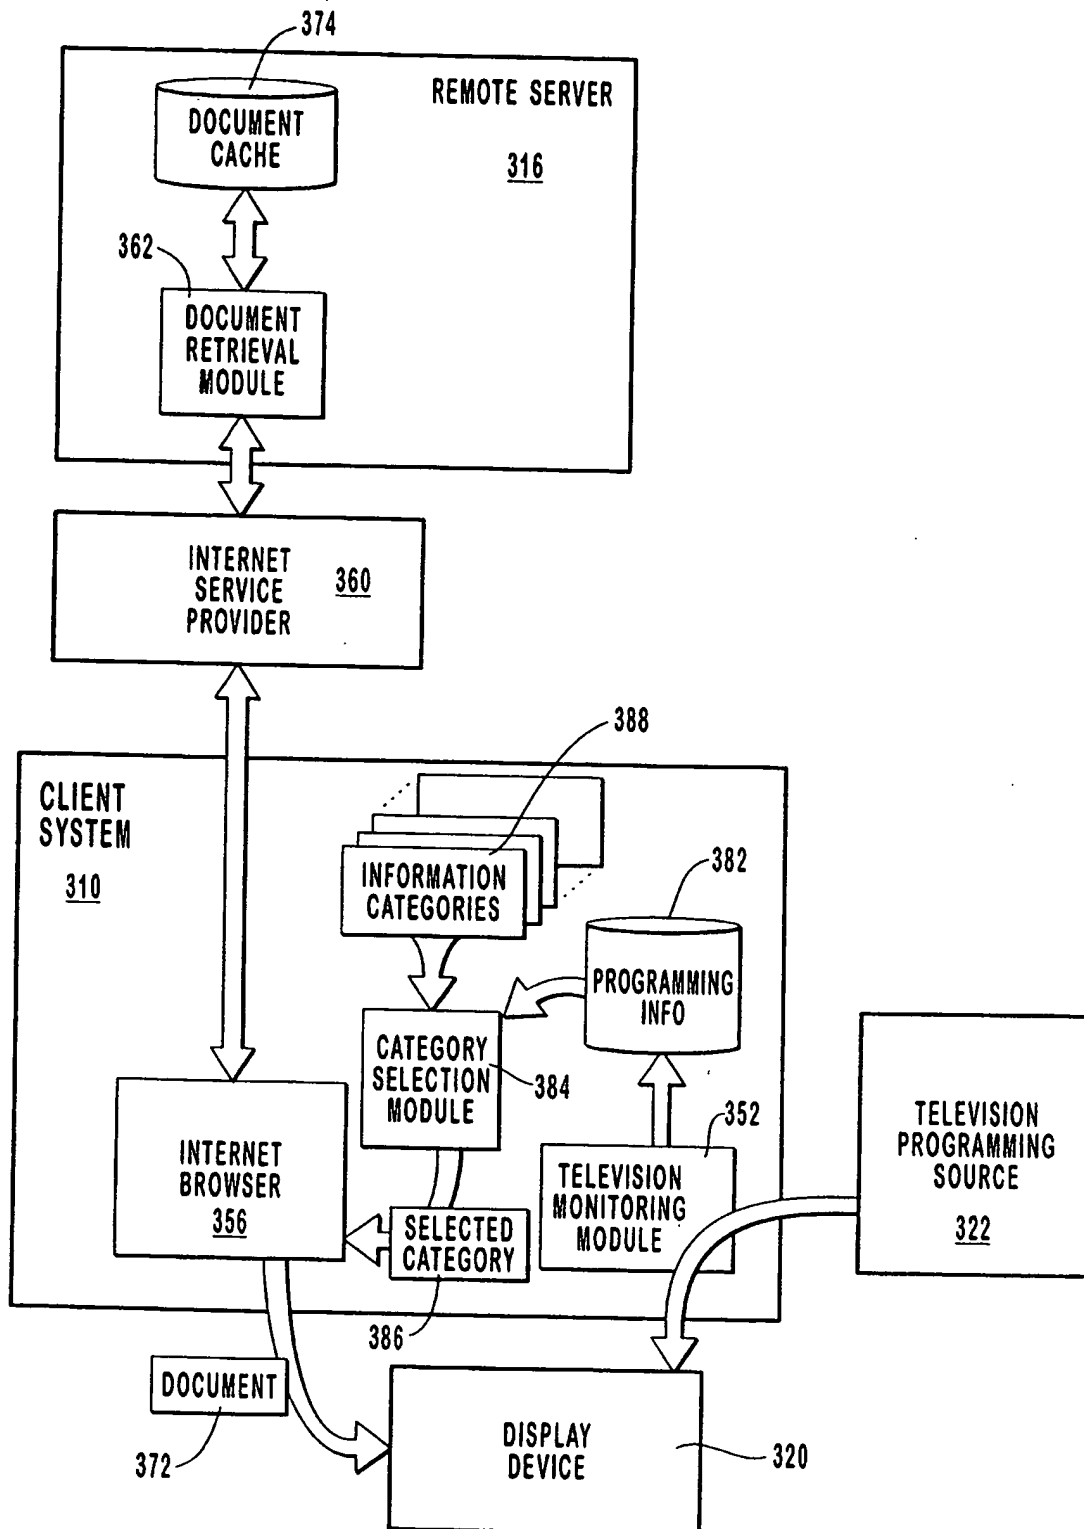 374
REMOTE SERVER
316
DOCUMENT
CACHE
362
DOCUMENT
RETRIEVAL
MODULE
INTERNET
SERVICE
PROVIDER
360
388
CLIENT
SYSTEM
310
INFORMATION
CATEGORIES
382
PROGRAMMING
INFO
CATEGORY
SELECTION
MODULE
384
352
TELEVISION
PROGRAMMING
SOURCE
322
INTERNET
BROWSER
356
TELEVISION
MONITORING
MODULE
SELECTED
CATEGORY
386
DOCUMENT
372
DISPLAY
DEVICE
320